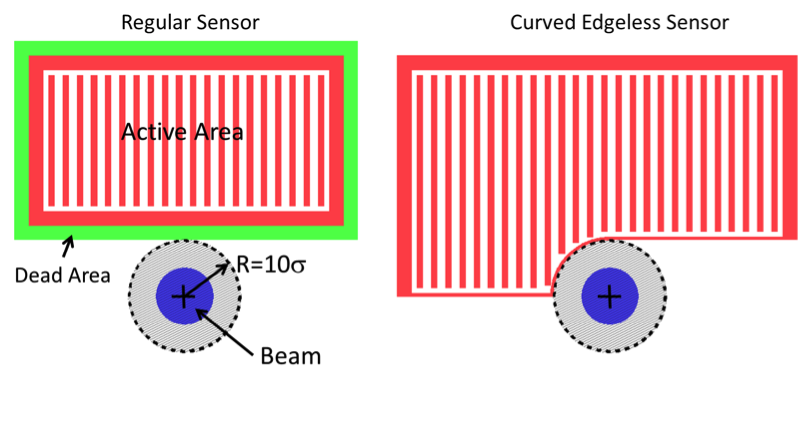 Regular Sensor
Curved Edgeless Sensor
Active Area
Dead Area
R=10σ
Beam